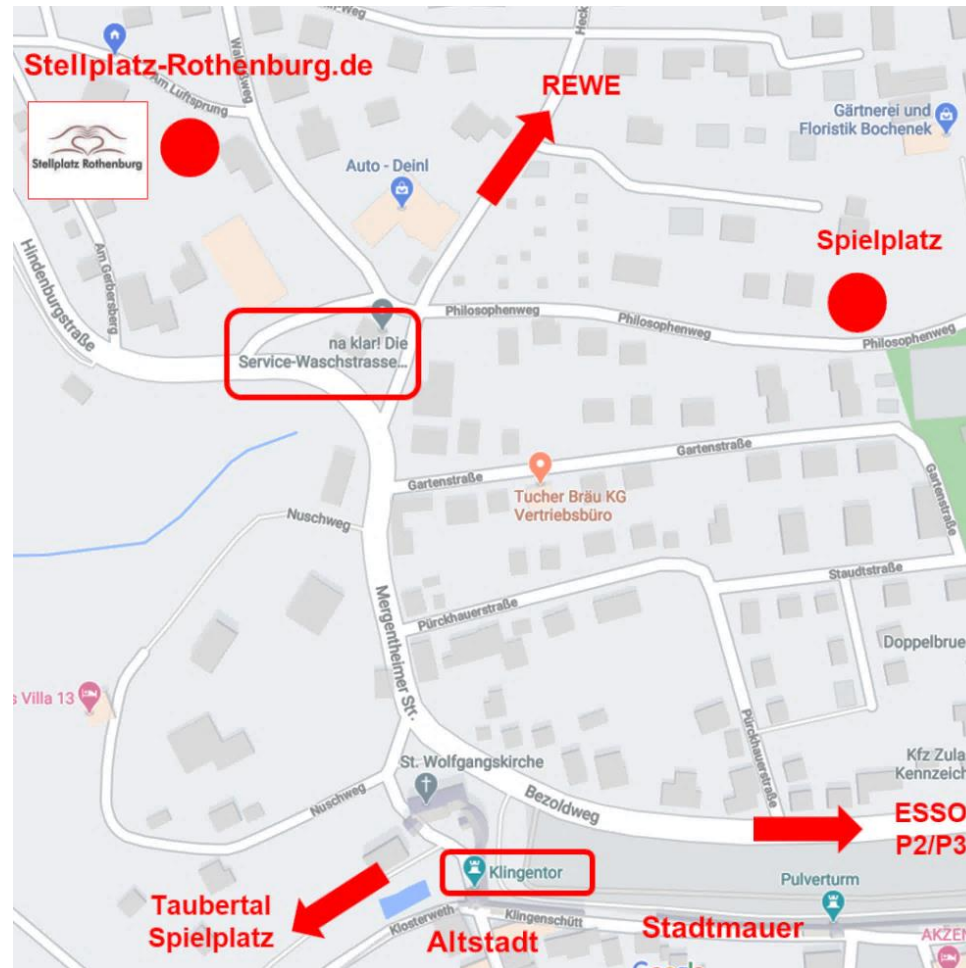 Stellplatz-Rothenburg.de
Stellplatz Rothenburg
Am Luftsprung
REWE
Gärtnerei und
Floristik Bochenek
Auto - Deinl
Spielplatz
Am Gerbersberg
Hindenburgstraße
na klar! Die
Service-Waschstrasse...
Philosophenweg
Philosophenweg
Philosophenweg
Gartenstraße
Gartenstraße
Gartenstraße
Tucher Bräu KG
Vertriebsbüro
Nuschweg
Staudtstraße
Mergentheimer Str.
Pürckhauerstraße
Doppelbrue
s Villa 13
Pürckhauerstraße
St. Wolfgangskirche
Kfz Zula
Kennzeich
Nuschweg
Bezoldweg
ESSO
P2/P3
Klingentor
Pulverturm
Taubertal
Spielplatz
Klosterweth
Klingenschütt
Altstadt
Stadtmauer
AKZEN